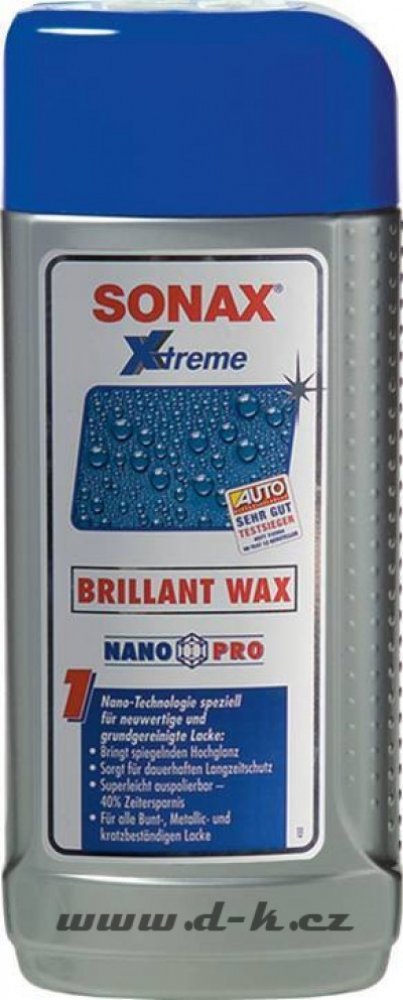 SONAX®
Xtreme
AUTO
SEHR GUT
TESTSIEGER
BRILLANT WAX
NANO PRO
1
Nano-Technologie speziell
für neuwertige und
grundgereinigte Lacke:
• Bringt spiegelnden Hochglanz
• Sorgt für dauerhaften Langzeitschutz
• Superleicht auspolierbar –
40% Zeitersparnis
• Für alle Bunt-, Metallic- und
kratzbeständigen Lacke
www.d-k.cz